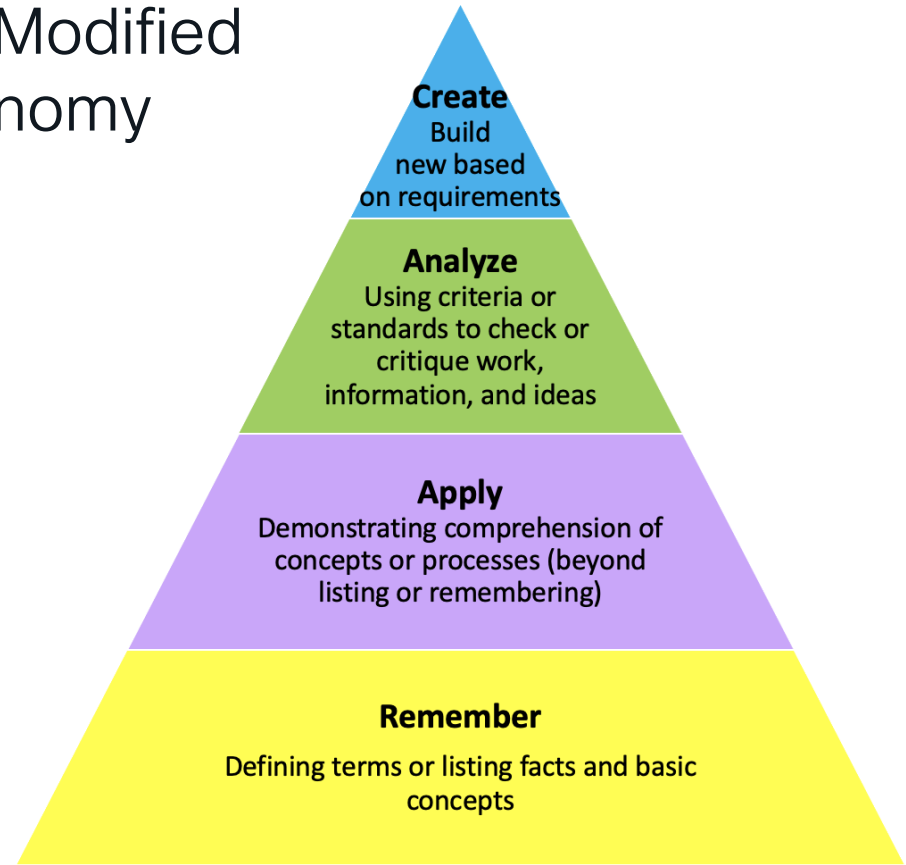 Modified
nomy
Create
Build
new based
on requirements
Analyze
Using criteria or
standards to check or
critique work,
information, and ideas
Apply
Demonstrating comprehension of
concepts or processes (beyond
listing or remembering)
Remember
Defining terms or listing facts and basic
concepts